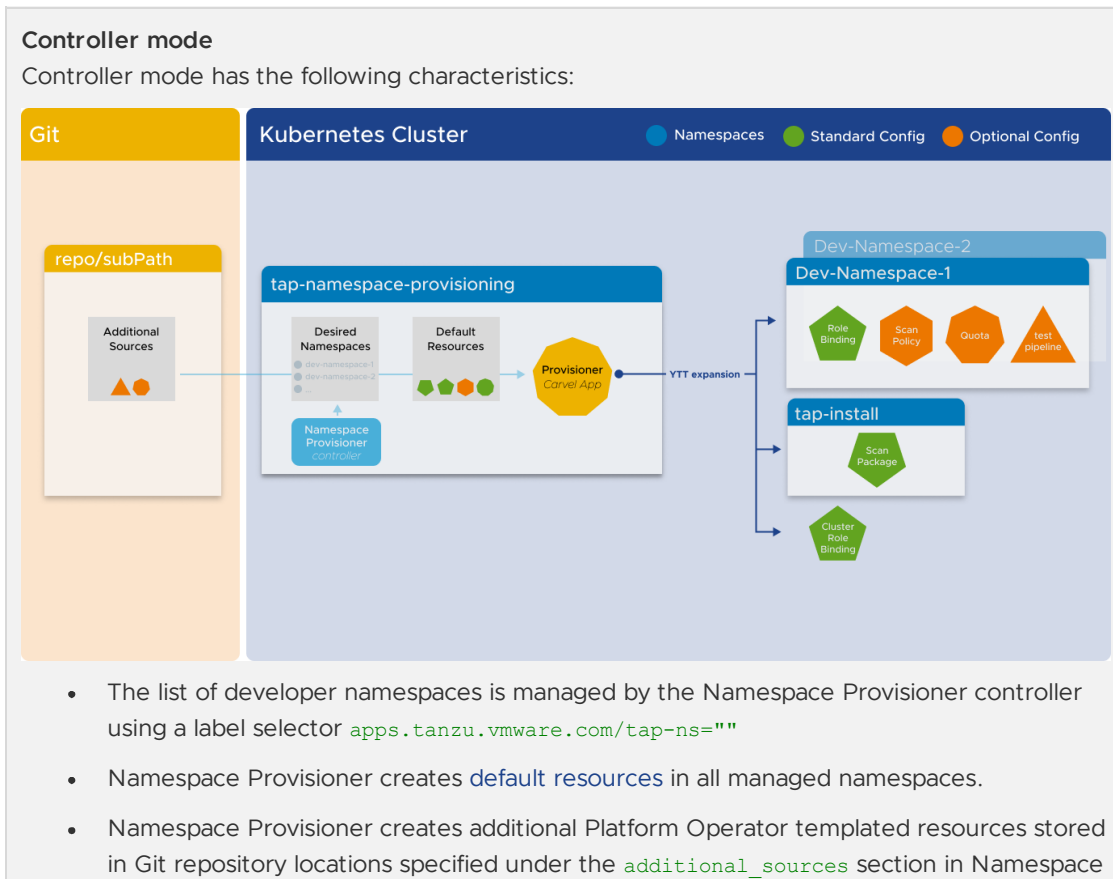 Controller mode
Controller mode has the following characteristics:
Git
Kubernetes Cluster
Namespaces
Standard Config
Optional Config
repo/subPath
Additional
Sources
tap-namespace-provisioning
Desired
Namespaces
dev-namespace-1
dev-namespace-2
...
Namespace
Provisioner
controller
Default
Resources
Provisioner
Carvel App
YTT expansion
Dev-Namespace-2
Dev-Namespace-1
Role
Binding
Scan
Policy
Quota
test
pipeline
tap-install
Scan
Package
Cluster
Role
Binding
• The list of developer namespaces is managed by the Namespace Provisioner controller
using a label selector apps.tanzu.vmware.com/tap-ns=""
• Namespace Provisioner creates default resources in all managed namespaces.
• Namespace Provisioner creates additional Platform Operator templated resources stored
in Git repository locations specified under the additional_sources section in Namespace